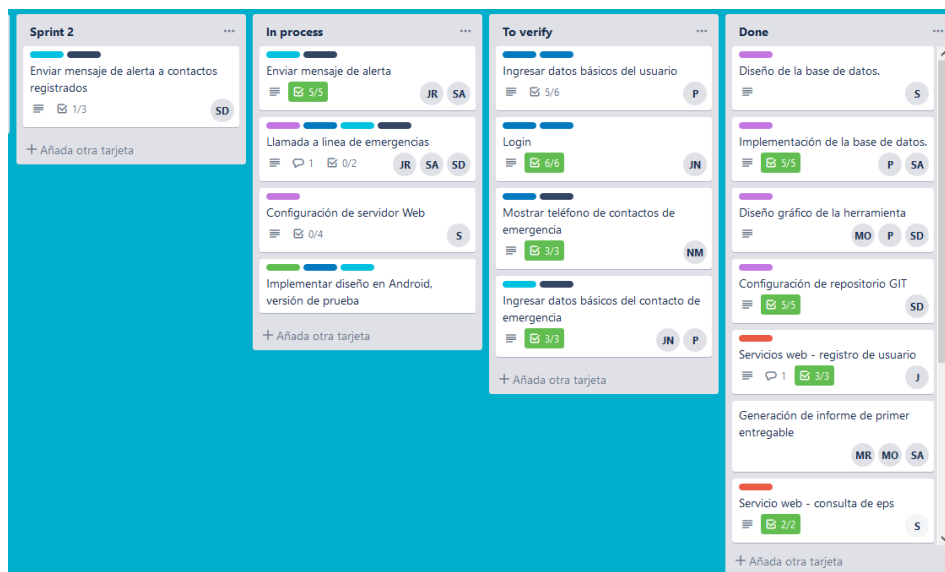 Sprint 2
Enviar mensaje de alerta a contactos
registrados
1/3
SD
+ Añada otra tarjeta
In process
Enviar mensaje de alerta
5/5
JR SA
Llamada a linea de emergencias
1 0/2
JR SA SD
Configuración de servidor Web
0/4
S
Implementar diseño en Android,
versión de prueba
+ Añada otra tarjeta
To verify
Ingresar datos básicos del usuario
5/6
P
Login
6/6
JN
Mostrar teléfono de contactos de
emergencia
3/3
NM
Ingresar datos básicos del contacto de
emergencia
3/3
JN P
+ Añada otra tarjeta
Done
Diseño de la base de datos.
S
Implementación de la base de datos.
5/5
P SA
Diseño gráfico de la herramienta
MO P SD
Configuración de repositorio GIT
5/5
SD
Servicios web - registro de usuario
1 3/3
J
Generación de informe de primer
entregable
MR MO SA
Servicio web - consulta de eps
2/2
S
+ Añada otra tarjeta